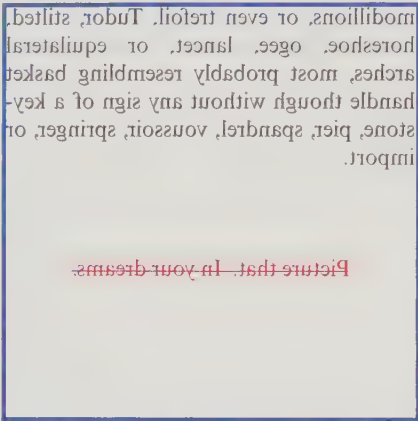 modillions, or even trefoil, Tudor, stilted,
horseshoe, ogee, lancet, or equilateral
arches, most probably resembling basket
handle though without any sign of a key-
stone, pier, spandrel, voussoir, springer, or
import.
Picture that. In your dreams.